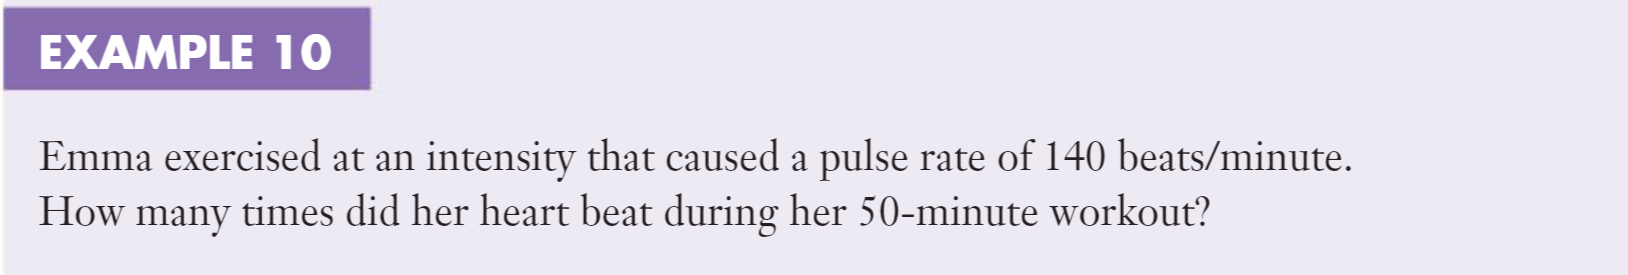 EXAMPLE 10
Emma exercised at an intensity that caused a pulse rate of 140 beats/minute.
How many times did her heart beat during her 50-minute workout?